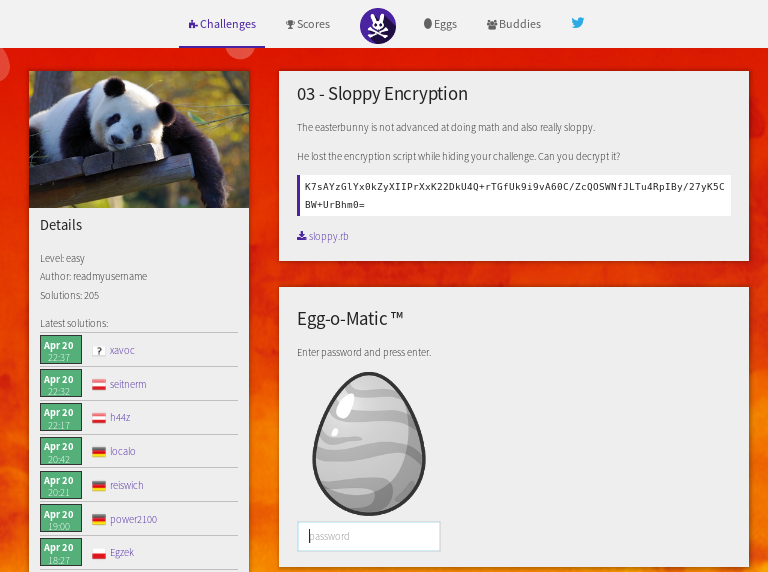 Challenges
Scores
Eggs
Buddies
03 - Sloppy Encryption
The easterbunny is not advanced at doing math and also really sloppy.
He lost the encryption script while hiding your challenge. Can you decrypt it?
K7sAYzGlYx0kZyXIIPrXxK22DkU4Q+rTGfUk9i9vA60C/ZcQOSWNfJLTu4RpIBy/27yK5C
BW+UrBhm0=
sloppy.rb
Details
Level: easy
Author: readmyusername
Solutions: 205
Latest solutions:
Apr 20
22:37
? xavoc
Apr 20
22:32
seitnerm
Apr 20
22:17
h44z
Apr 20
20:42
localo
Apr 20
20:21
reiswich
Apr 20
19:00
power2100
Apr 20
18:27
Egzek
Egg-o-Matic ™
Enter password and press enter.
password